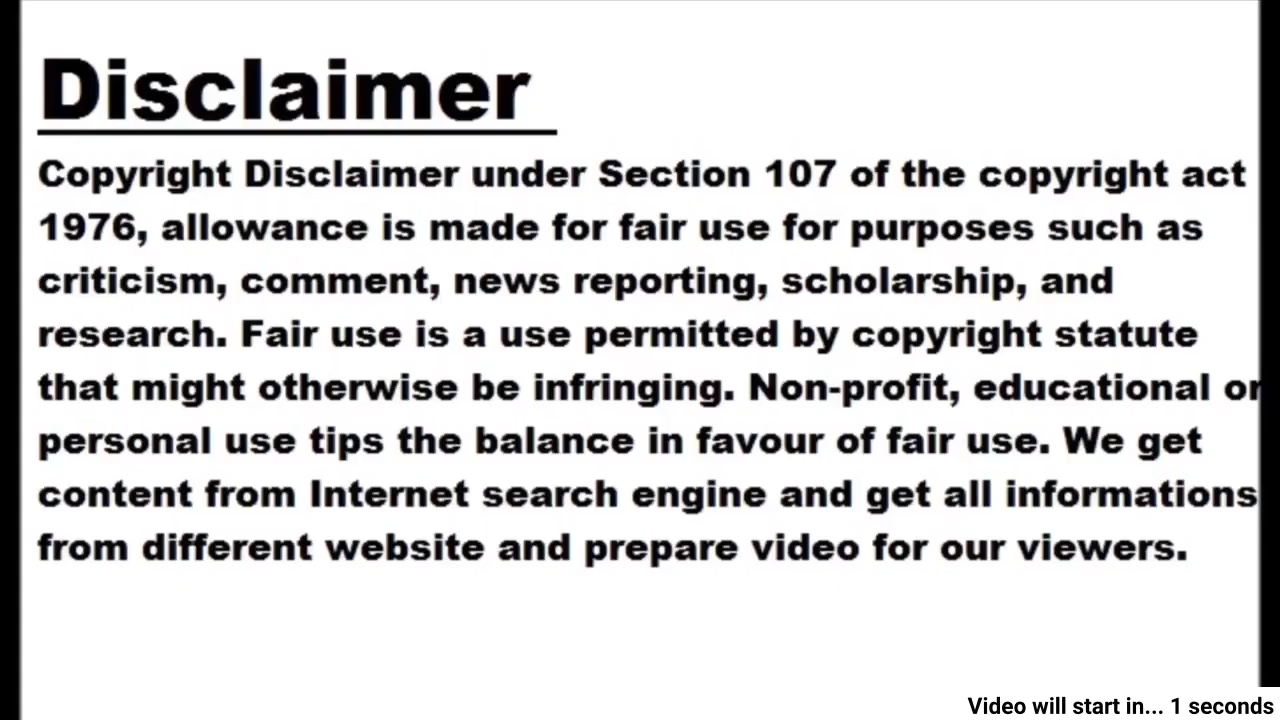 Disclaimer
Copyright Disclaimer under Section 107 of the copyright act
1976, allowance is made for fair use for purposes such as
criticism, comment, news reporting, scholarship, and
research. Fair use is a use permitted by copyright statute
that might otherwise be infringing. Non-profit, educational or
personal use tips the balance in favour of fair use. We get
content from Internet search engine and get all informations
from different website and prepare video for our viewers.
Video will start in... 1 seconds